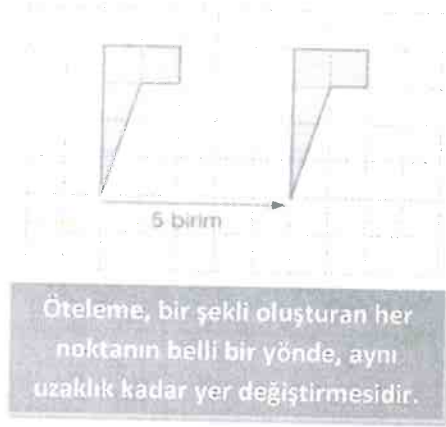 5 birim
Öteleme, bir şekli oluşturan her
noktanın belli bir yönde, aynı
uzaklık kadar yer değiştirmesidir.